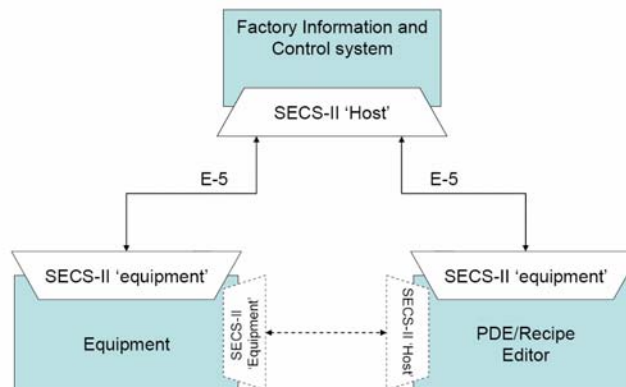 Factory Information and
Control system
SECS-II ‘Host’
E-5
E-5
SECS-II ‘equipment’
SECS-II ‘equipment’
SECS-II
‘Equipment’
SECS-II ‘Host’
Equipment
PDE/Recipe
Editor